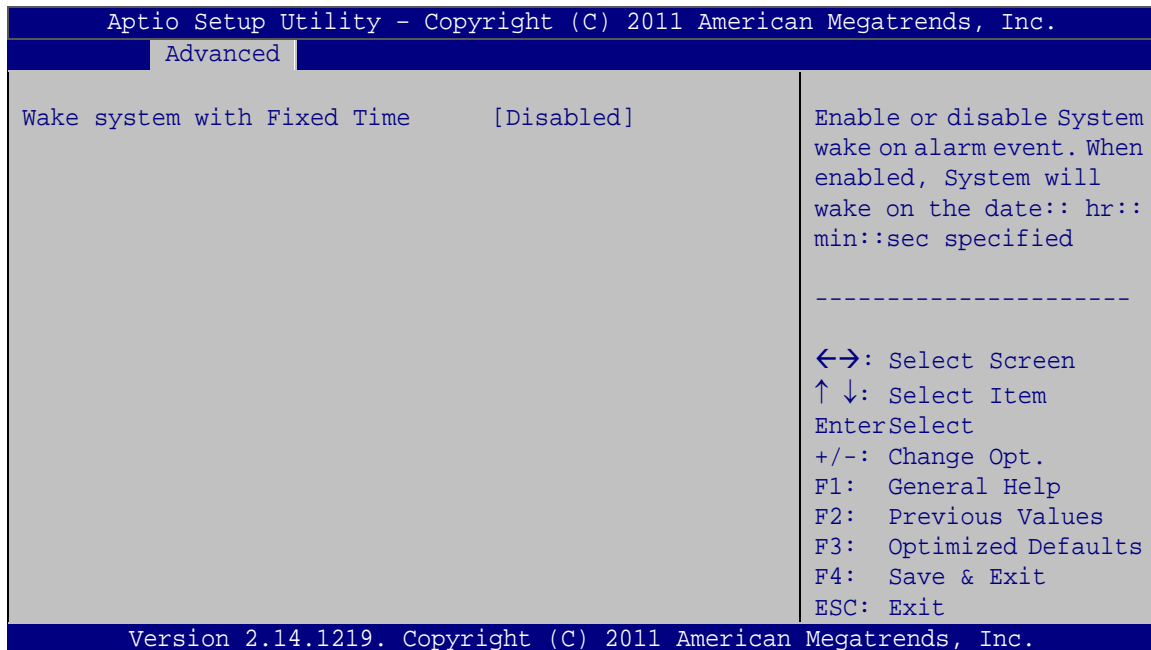 Aptio Setup Utility – Copyright (C) 2011 American Megatrends, Inc.
Advanced
Wake system with Fixed Time [Disabled]
Enable or disable System
wake on alarm event. When
enabled, System will
wake on the date:: hr::
min::sec specified
----------------------
←→: Select Screen
↑ ↓: Select Item
EnterSelect
+/-: Change Opt.
F1: General Help
F2: Previous Values
F3: Optimized Defaults
F4: Save & Exit
ESC: Exit
Version 2.14.1219. Copyright (C) 2011 American Megatrends, Inc.